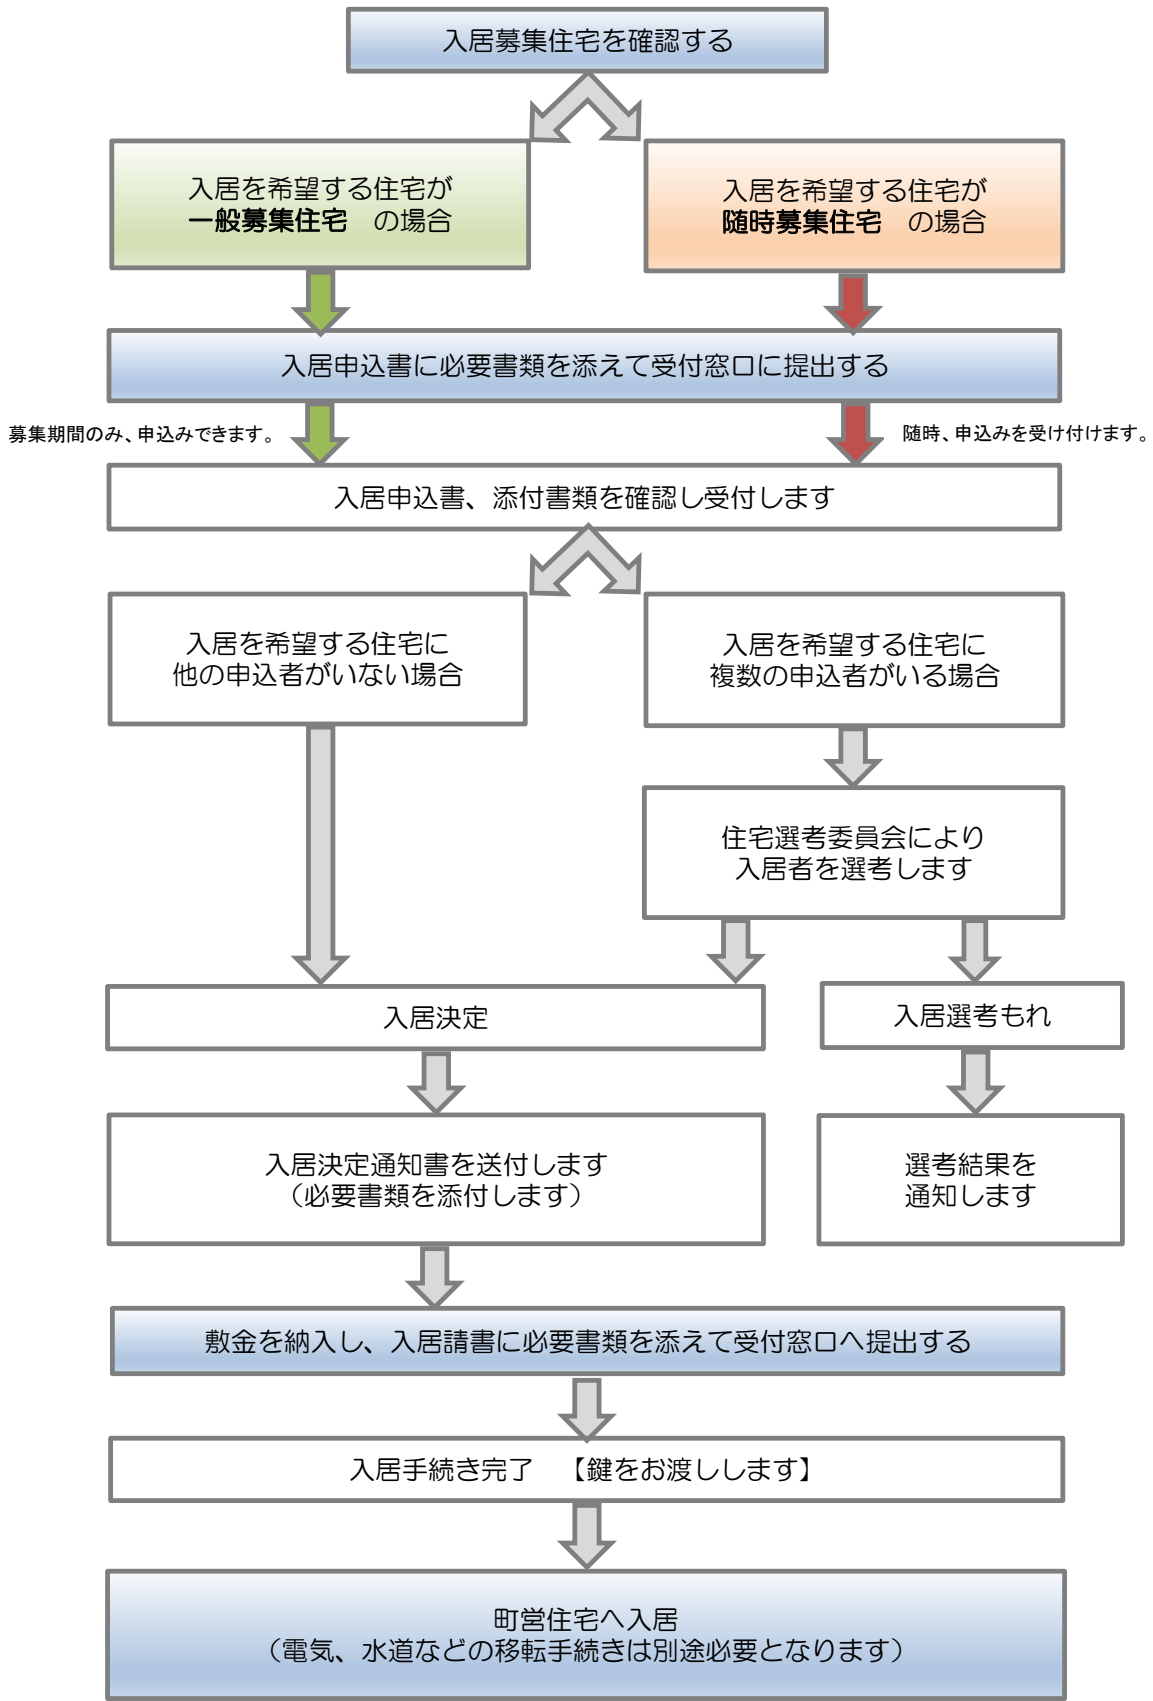 入居募集住宅を確認する
入居を希望する住宅が
一般募集住宅　の場合
入居を希望する住宅が
随時募集住宅　の場合
入居申込書に必要書類を添えて受付窓口に提出する
募集期間のみ、申込みできます。
随時、申込みを受け付けます。
入居申込書、添付書類を確認し受付します
入居を希望する住宅に
他の申込者がいない場合
入居を希望する住宅に
複数の申込者がいる場合
住宅選考委員会により
入居者を選考します
入居決定
入居選考もれ
入居決定通知書を送付します
（必要書類を添付します）
選考結果を
通知します
敷金を納入し、入居請書に必要書類を添えて受付窓口へ提出する
入居手続き完了　【鍵をお渡しします】
町営住宅へ入居
（電気、水道などの移転手続きは別途必要となります）